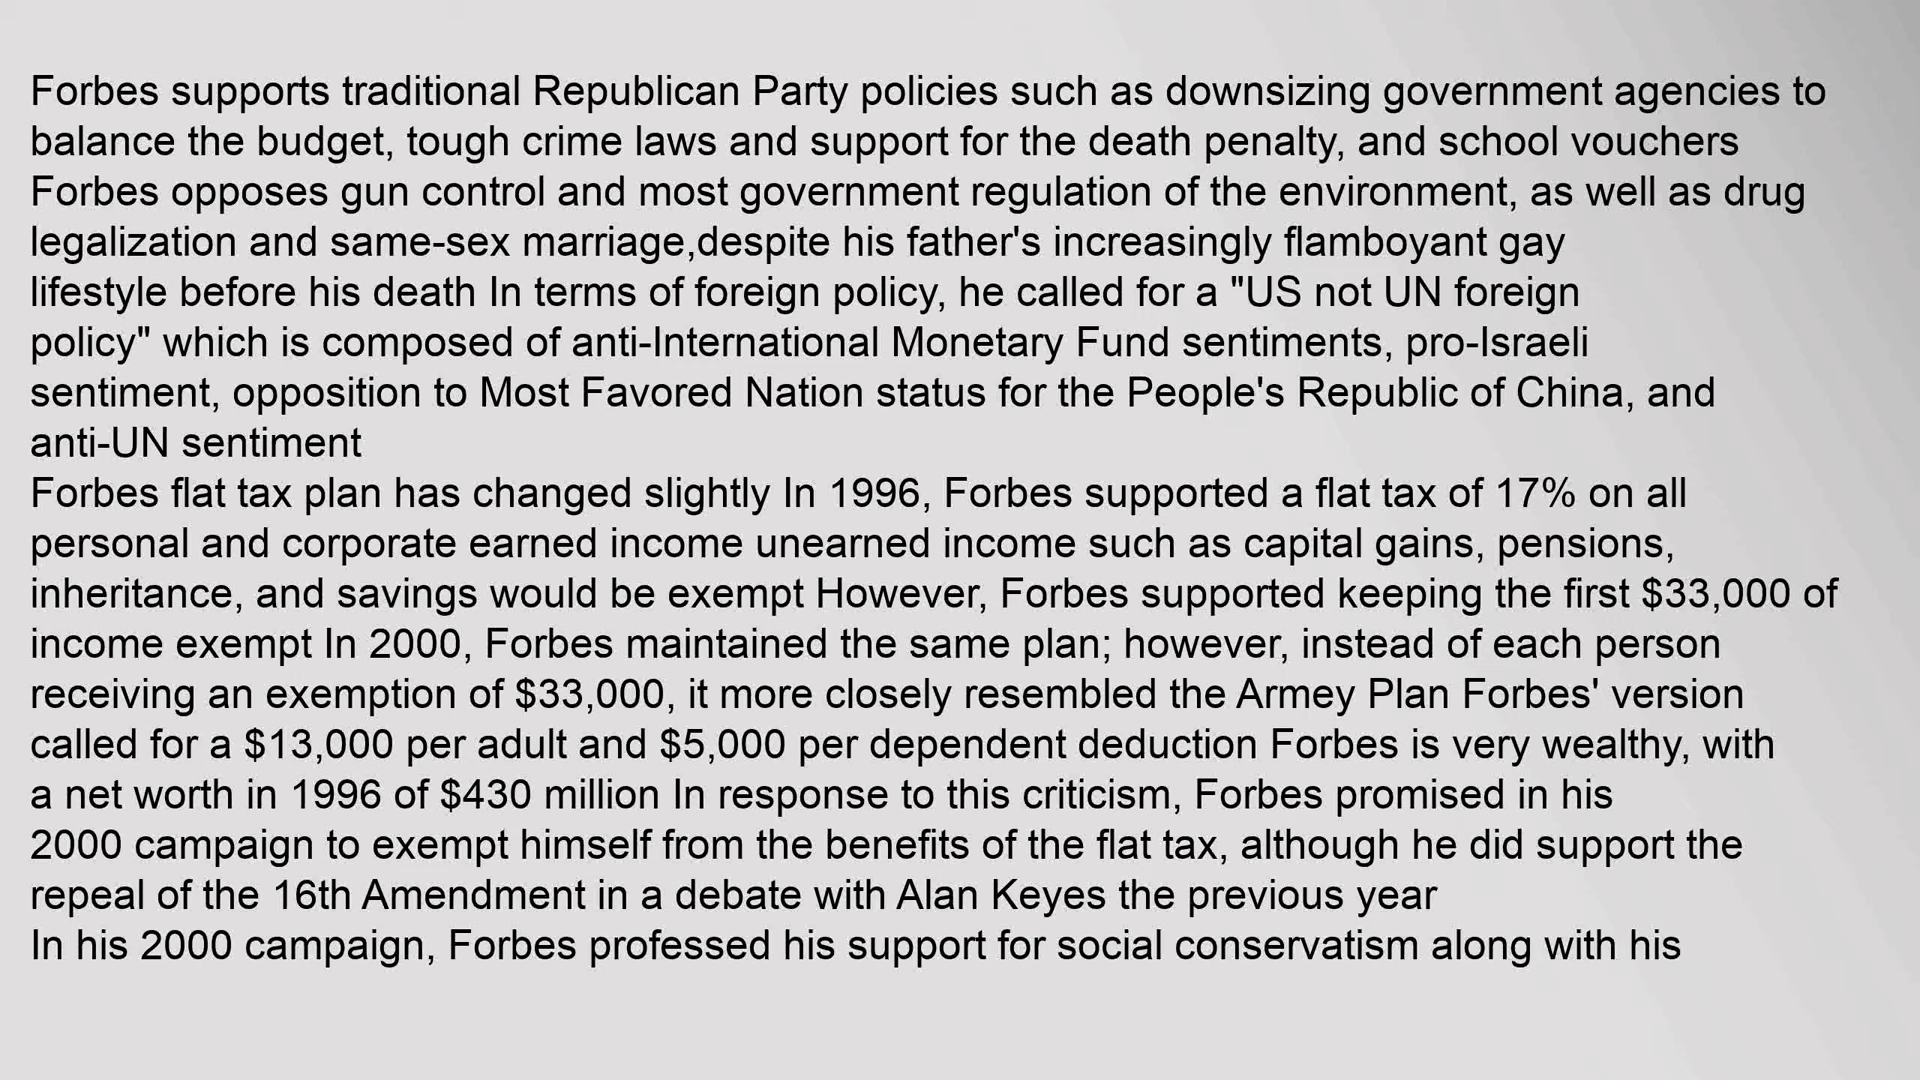 Forbes supports traditional Republican Party policies such as downsizing government agencies to
balance the budget, tough crime laws and support for the death penalty, and school vouchers
Forbes opposes gun control and most government regulation of the environment, as well as drug
legalization and same-sex marriage,despite his father's increasingly flamboyant gay
lifestyle before his death In terms of foreign policy, he called for a "US not UN foreign
policy" which is composed of anti-International Monetary Fund sentiments, pro-Israeli
sentiment, opposition to Most Favored Nation status for the People's Republic of China, and
anti-UN sentiment
Forbes flat tax plan has changed slightly In 1996, Forbes supported a flat tax of 17% on all
personal and corporate earned income unearned income such as capital gains, pensions,
inheritance, and savings would be exempt However, Forbes supported keeping the first $33,000 of
income exempt In 2000, Forbes maintained the same plan; however, instead of each person
receiving an exemption of $33,000, it more closely resembled the Armey Plan Forbes' version
called for a $13,000 per adult and $5,000 per dependent deduction Forbes is very wealthy, with
a net worth in 1996 of $430 million In response to this criticism, Forbes promised in his
2000 campaign to exempt himself from the benefits of the flat tax, although he did support the
repeal of the 16th Amendment in a debate with Alan Keyes the previous year
In his 2000 campaign, Forbes professed his support for social conservatism along with his